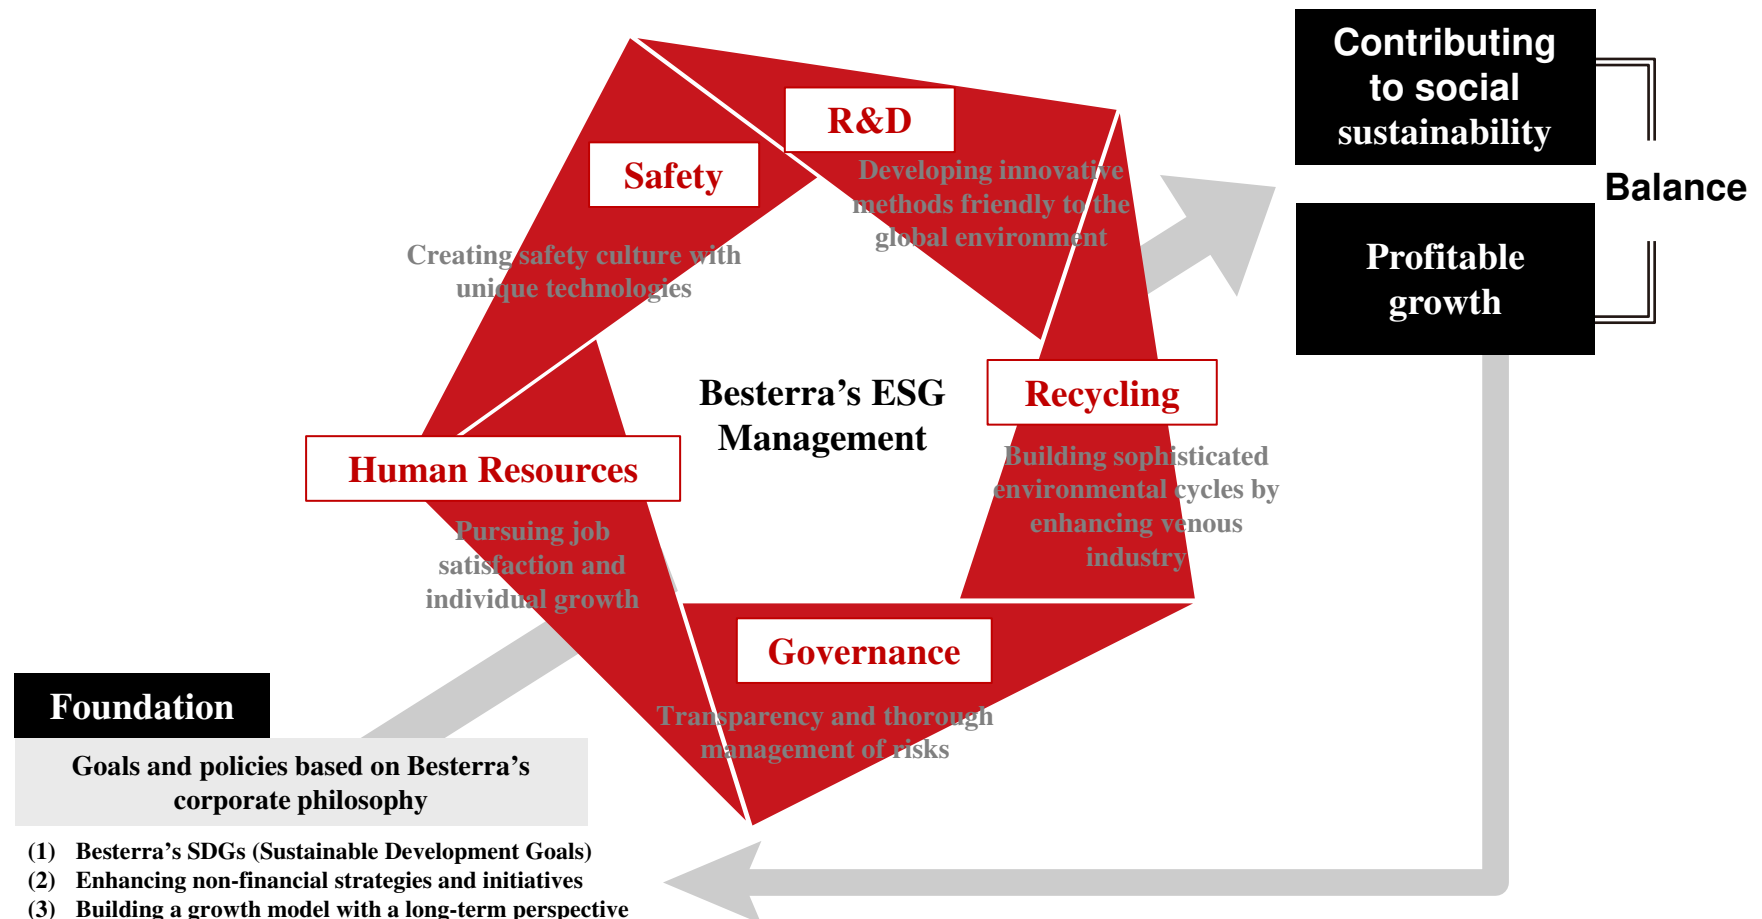 Contributing
to social
sustainability
Balance
Profitable
growth
R&D
Developing innovative
methods friendly to the
global environment
Safety
Creating safety culture with
unique technologies
Besterra’s ESG
Management
Recycling
Building sophisticated
environmental cycles by
enhancing venous
industry
Human Resources
Pursuing job
satisfaction and
individual growth
Governance
Transparency and thorough
management of risks
Foundation
Goals and policies based on Besterra’s
corporate philosophy
(1) Besterra’s SDGs (Sustainable Development Goals)
(2) Enhancing non-financial strategies and initiatives
(3) Building a growth model with a long-term perspective